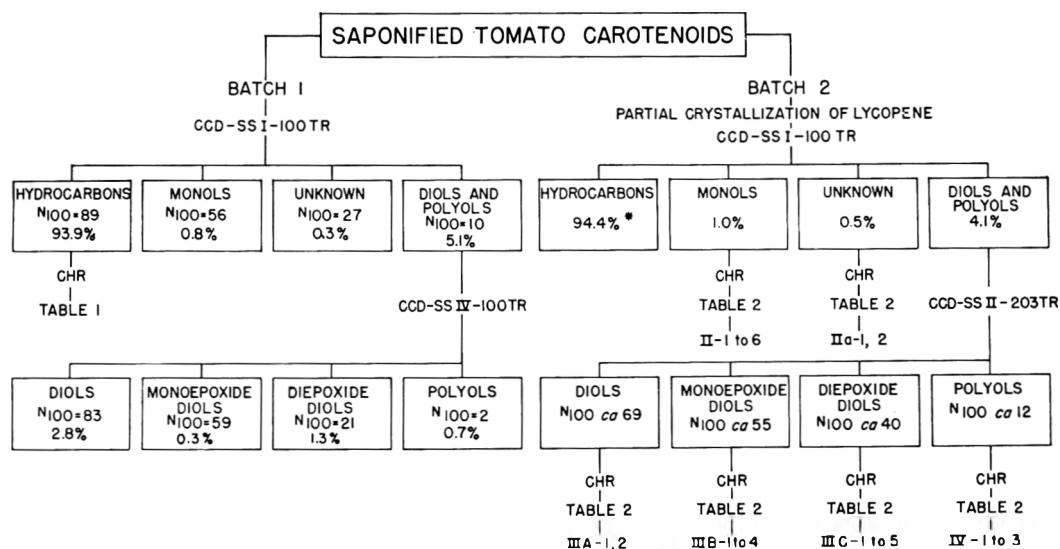 SAPONIFIED TOMATO CAROTENOIDS
BATCH 1
CCD-SS I-100 TR
BATCH 2
PARTIAL CRYSTALLIZATION OF LYCOPENE
CCD-SS I-100 TR
HYDROCARBONS
N100=89
93.9%
MONOLS
N100=56
0.8%
UNKNOWN
N100=27
0.3%
DIOLS AND
POLYOLS
N100=10
5.1%
HYDROCARBONS
94.4% *
MONOLS
1.0%
UNKNOWN
0.5%
DIOLS AND
POLYOLS
4.1%
CHR
TABLE 1
CCD-SS IV-100TR
CHR
TABLE 2
II-1 to 6
CHR
TABLE 2
IIa-1, 2
CCD-SS II-203TR
DIOLS
N100=83
2.8%
MONOEPOXIDE
DIOLS
N100=59
0.3%
DIEPOXIDE
DIOLS
N100=21
1.3%
POLYOLS
N100=2
0.7%
DIOLS
N100 ca 69
MONOEPOXIDE
DIOLS
N100 ca 55
DIEPOXIDE
DIOLS
N100 ca 40
POLYOLS
N100 ca 12
CHR
TABLE 2
IIIA-1,2
CHR
TABLE 2
IIIB-1to4
CHR
TABLE 2
IIIC-1to5
CHR
TABLE 2
IV-1 to 3